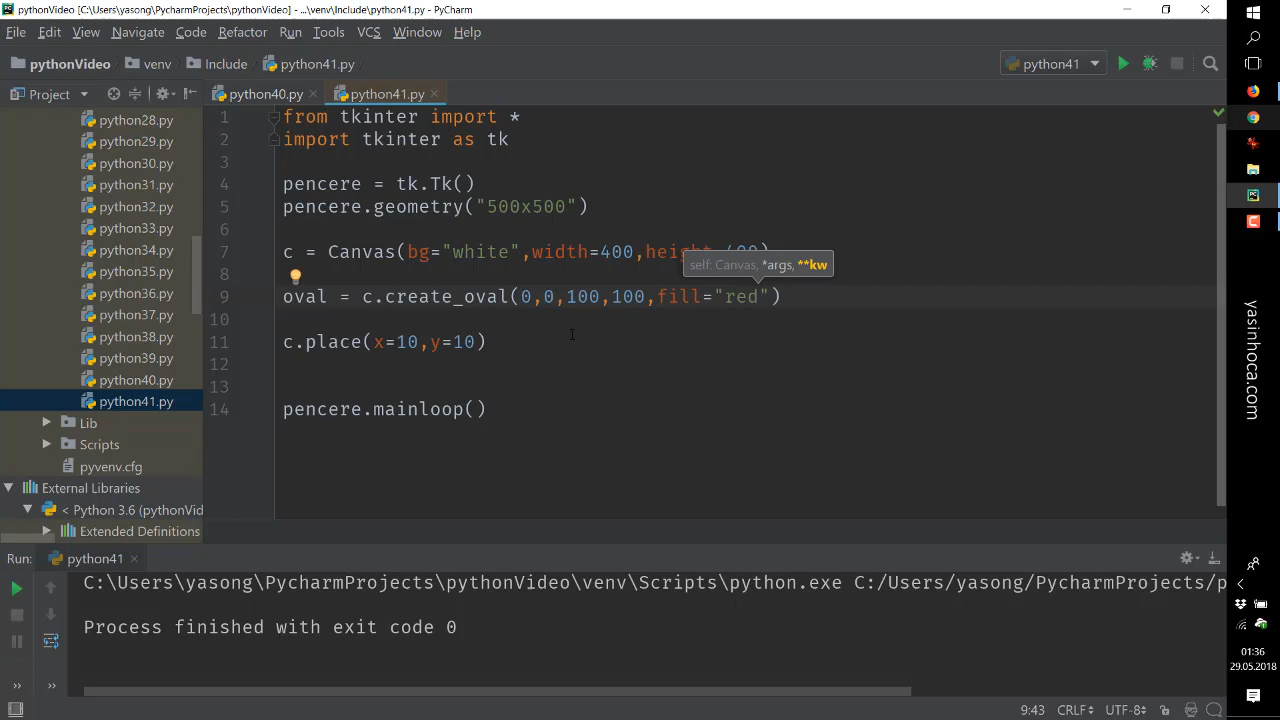 pythonVideo [C:\Users\yasong\PycharmProjects\pythonVideo] - ...\venv\Include\python41.py - PyCharm
File Edit View Navigate Code Refactor Run Tools VCS Window Help
pythonVideo venv Include python41.py python41
Project python40.py python41.py
python28.py
python29.py
python30.py
python31.py
python32.py
python33.py
python34.py
python35.py
python36.py
python37.py
python38.py
python39.py
python40.py
python41.py
Lib
Scripts
pyvenv.cfg
External Libraries
< Python 3.6 (pythonVid
Extended Definitions
1 from tkinter import *
2 import tkinter as tk
3
4 pencere = tk.Tk()
5 pencere.geometry("500x500")
6
7 c = Canvas(bg="white",width=400,height=400)
self: Canvas, *args, **kw
8
9 oval = c.create_oval(0,0,100,100,fill="red")
10
11 c.place(x=10,y=10)
12
13
14 pencere.mainloop()
Run: python41
C:\Users\yasong\PycharmProjects\pythonVideo\venv\Scripts\python.exe C:/Users/yasong/PycharmProjects/p
Process finished with exit code 0
9:43 CRLF UTF-8
yasinhoca.com
01:36
29.05.2018